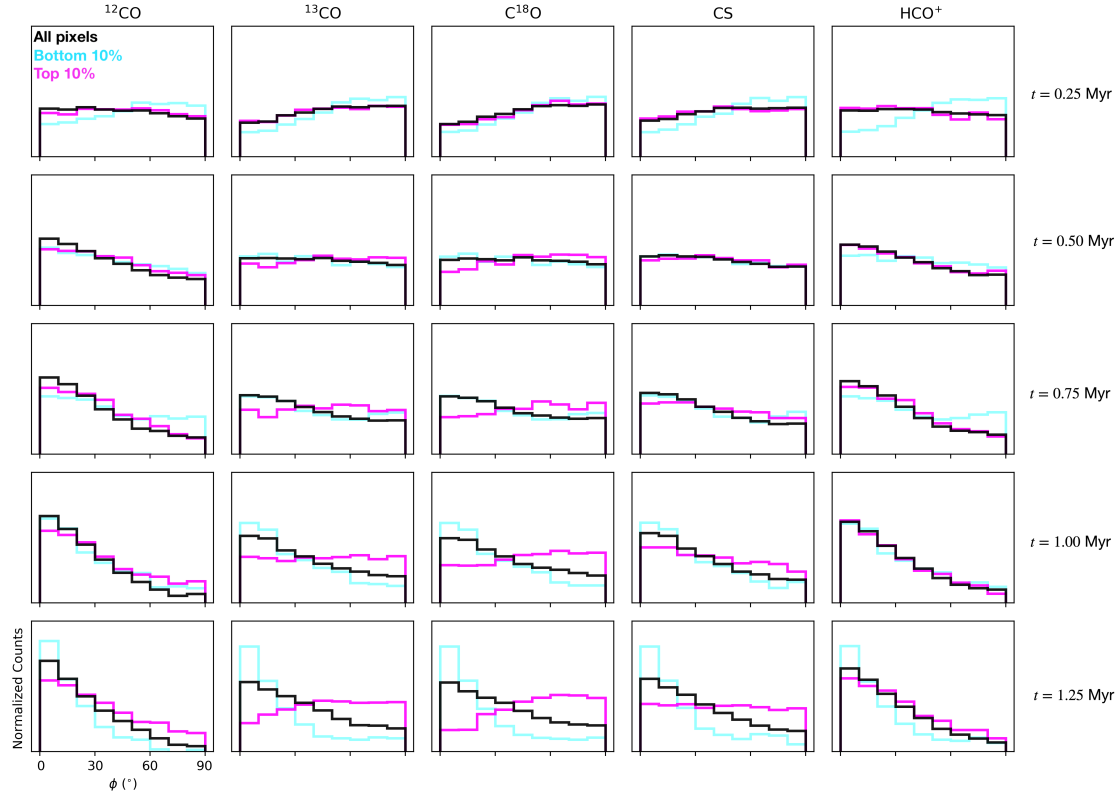 ¹²CO ¹³CO C¹⁸O CS HCO⁺
All pixels
Bottom 10%
Top 10%
t = 0.25 Myr
t = 0.50 Myr
t = 0.75 Myr
t = 1.00 Myr
t = 1.25 Myr
Normalized Counts
0 30 60 90
ϕ (°)